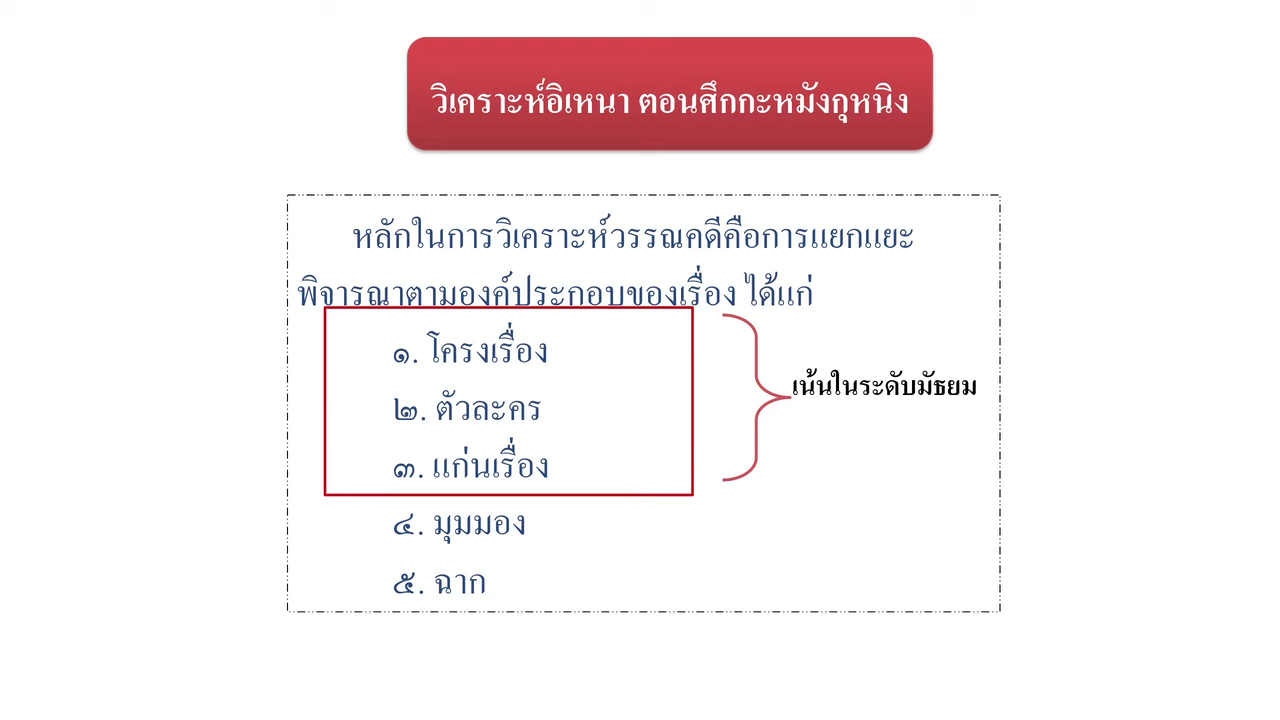 วิเคราะห์อิเหนา ตอนศึกกะหมังกุหนิง
หลักในการวิเคราะห์วรรณคดีคือการแยกแยะ
พิจารณาตามองค์ประกอบของเรื่อง ได้แก่
๑. โครงเรื่อง
๒. ตัวละคร
๓. แก่นเรื่อง
เน้นในระดับมัธยม
๔. มุมมอง
๕. ฉาก